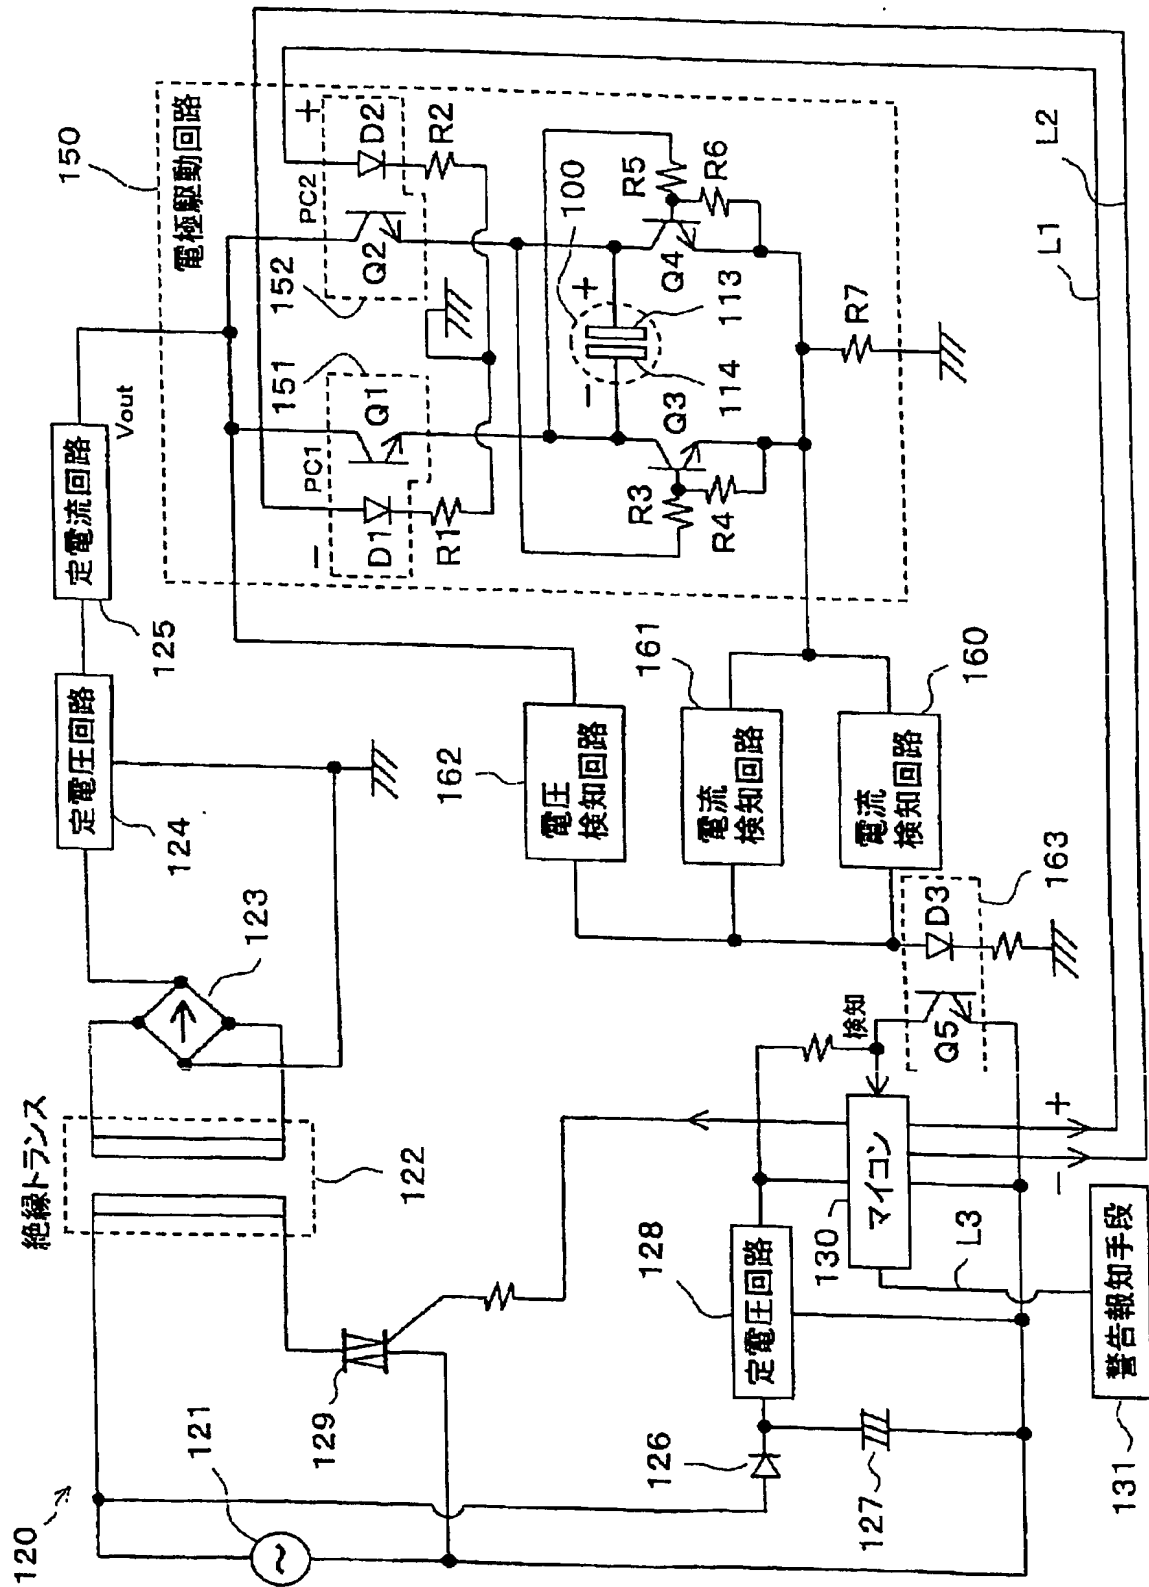 120
121
絶縁トランス
122
123
定電圧回路
124
定電流回路
125
Vout
150
電極駆動回路
129
126
127
定電圧回路
128
マイコン
130
警告報知手段
131
L3
検知
Q5
D3
163
+
−
電圧
検知回路
162
電流
検知回路
161
電流
検知回路
160
−
D1
PC1
Q1
151
R1
152
Q2
PC2
D2
+
R2
R3
R4
Q3
−
+
114
113
100
Q4
R5
R6
R7
L1
L2